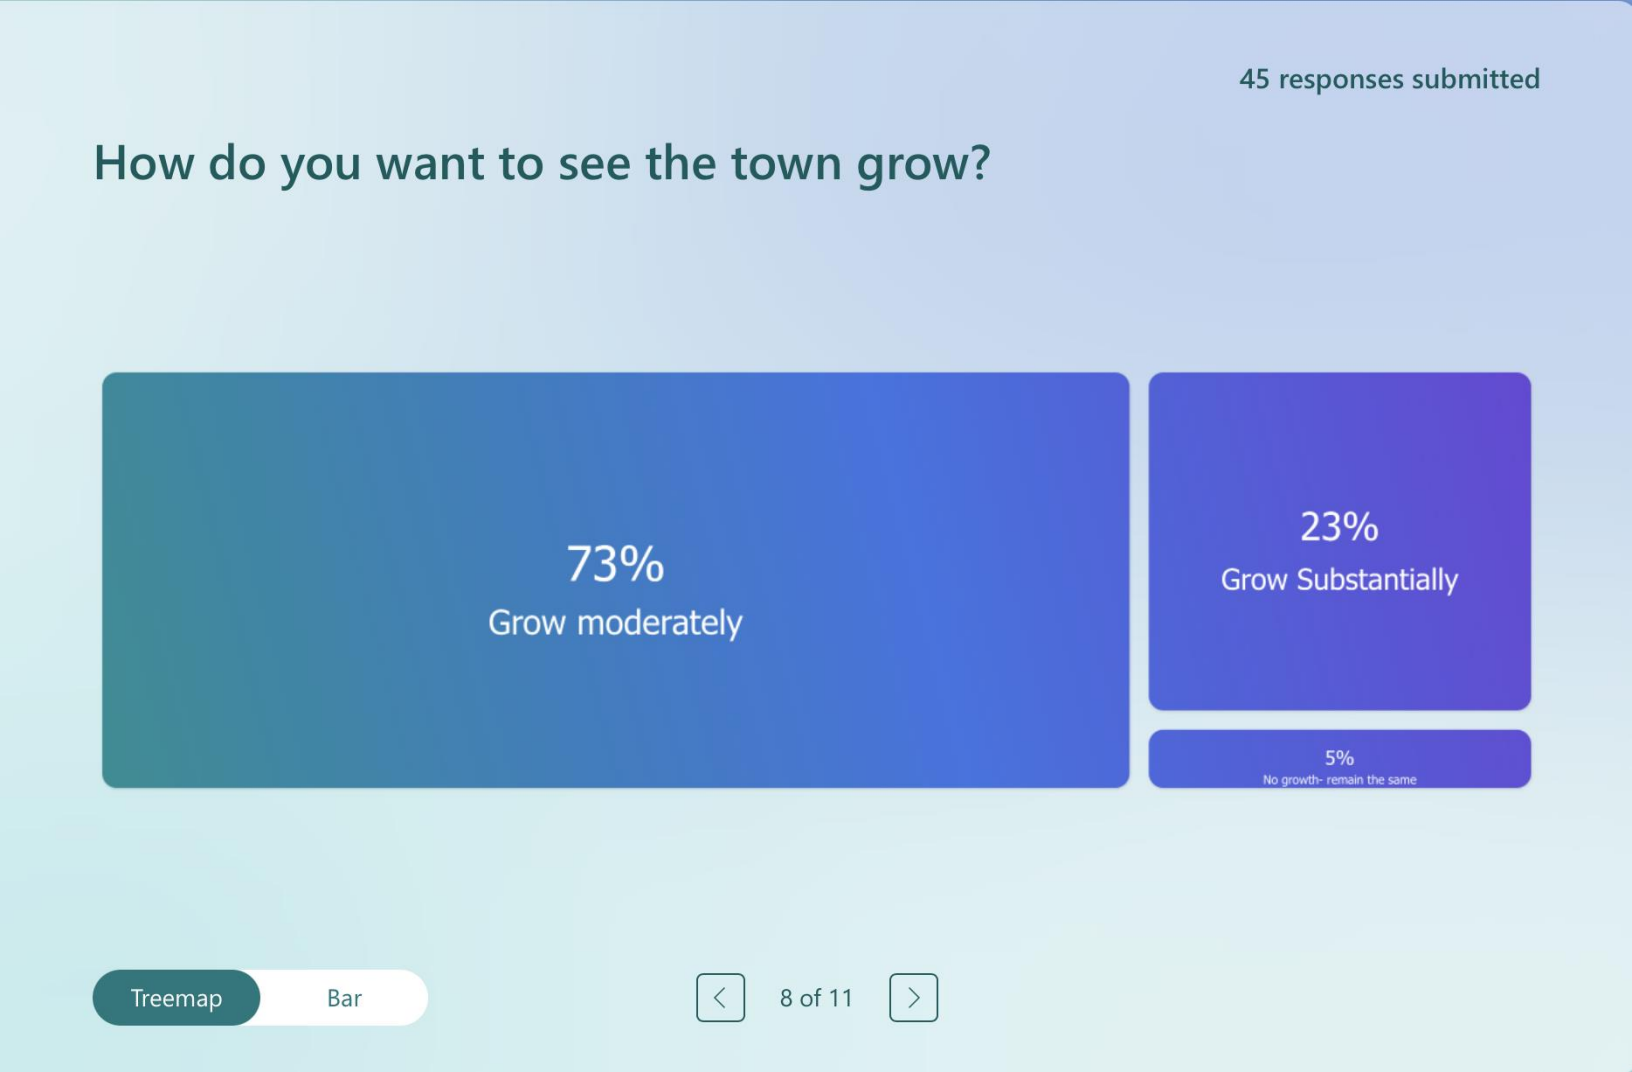 45 responses submitted
How do you want to see the town grow?
73%
Grow moderately
23%
Grow Substantially
5%
No growth- remain the same
Treemap
Bar
8 of 11